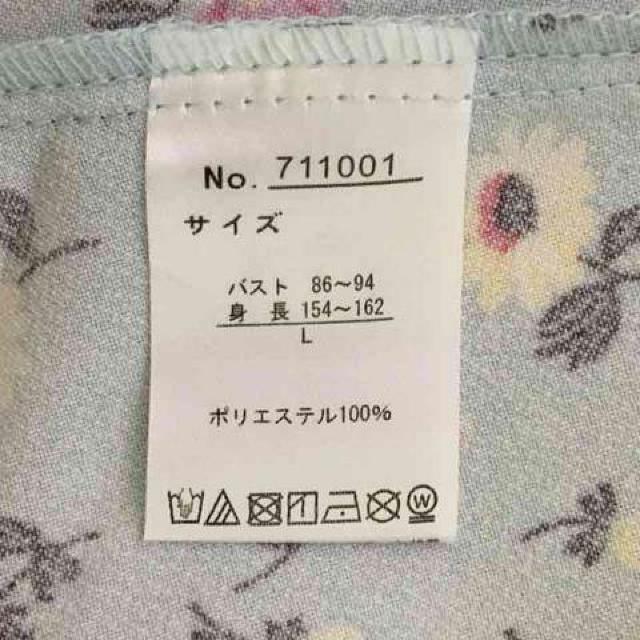 No. 711001
サイズ
バスト 86～94
身 長 154～162
L
ポリエステル100%
W